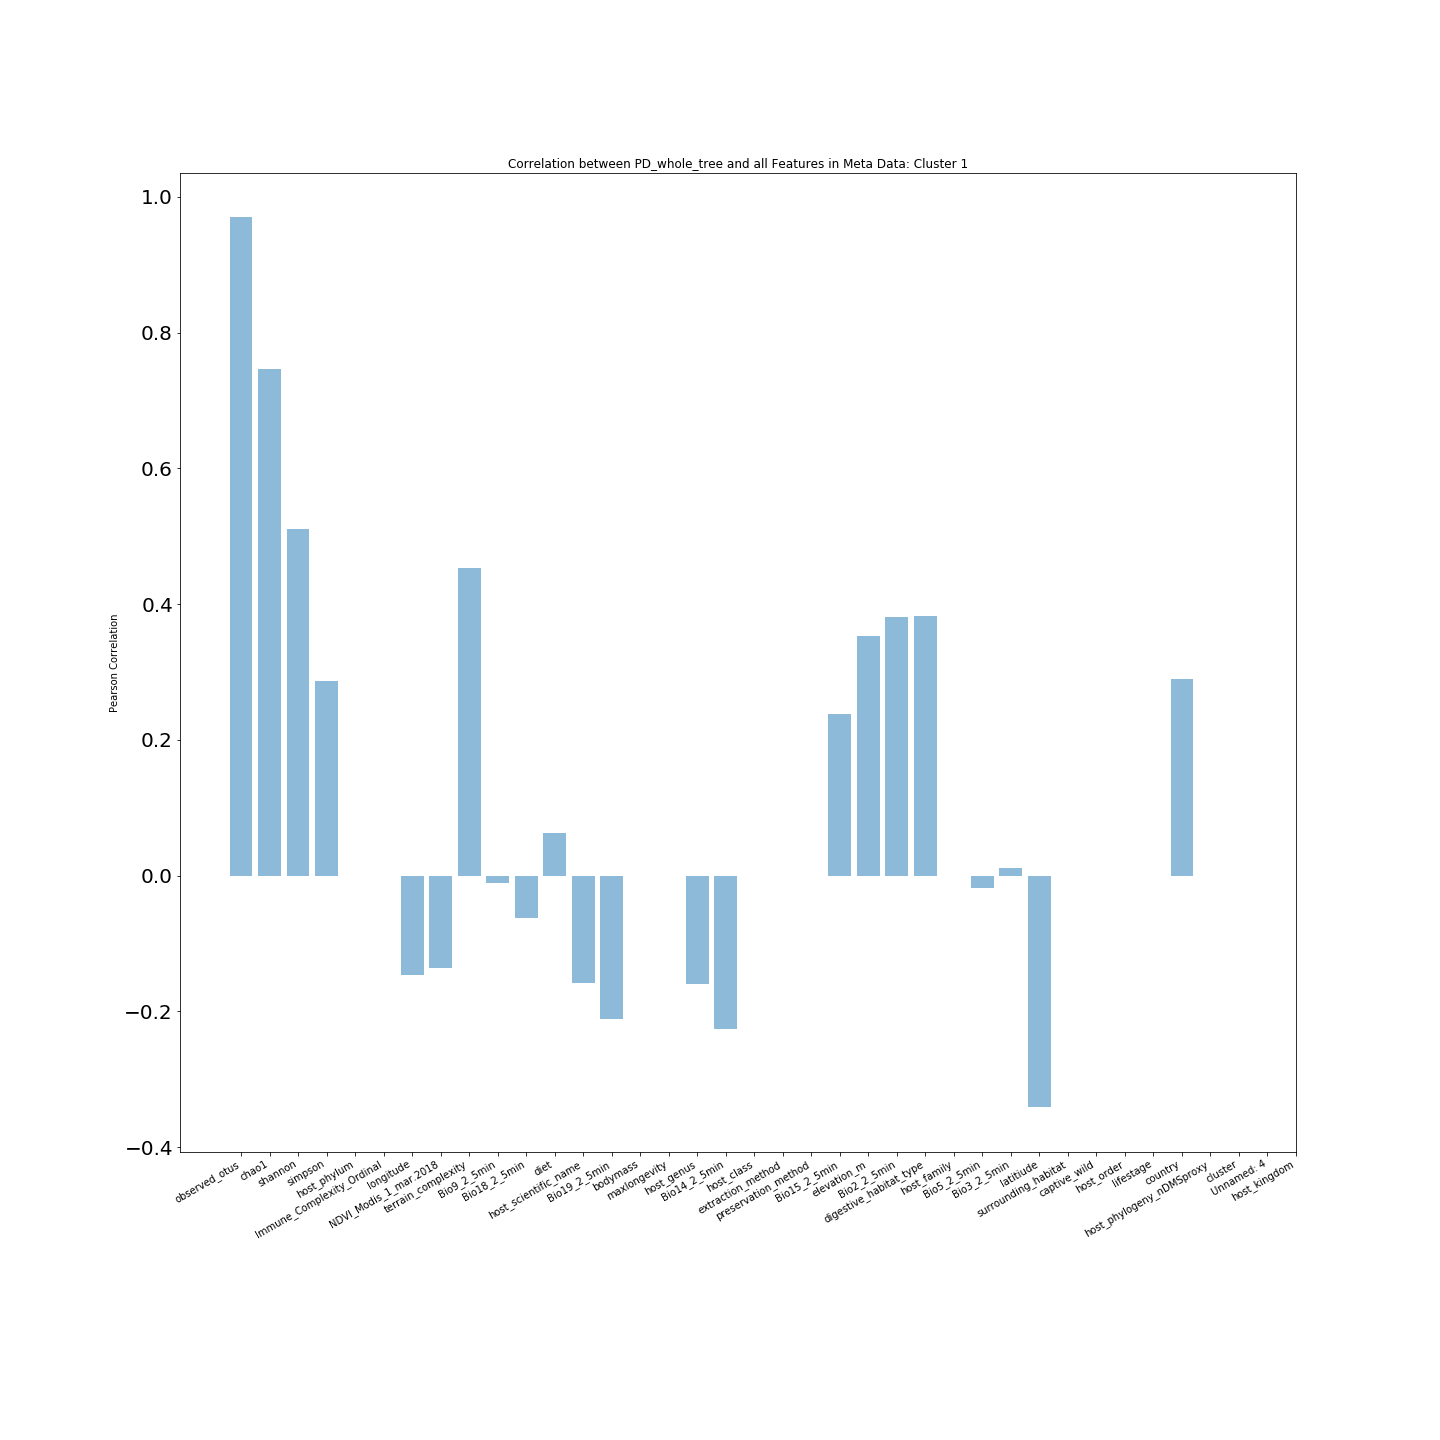 Correlation between PD_whole_tree and all Features in Meta Data: Cluster 1
1.0
0.8
0.6
0.4
0.2
0.0
−0.2
−0.4
Pearson Correlation
observed_otus
chao1
shannon
simpson
host_phylum
Immune_Complexity_Ordinal
longitude
NDVI_Modis_1_mar.2018
terrain_complexity
Bio9_2_5min
Bio18_2_5min
diet
host_scientific_name
Bio19_2_5min
bodymass
maxlongevity
host_genus
Bio14_2_5min
host_class
extraction_method
preservation_method
Bio15_2_5min
elevation_m
Bio2_2_5min
digestive_habitat_type
host_family
Bio5_2_5min
Bio3_2_5min
latitiude
surrounding_habitat
captive_wild
host_order
lifestage
country
host_phylogeny_nDMSproxy
cluster
Unnamed: 4
host_kingdom